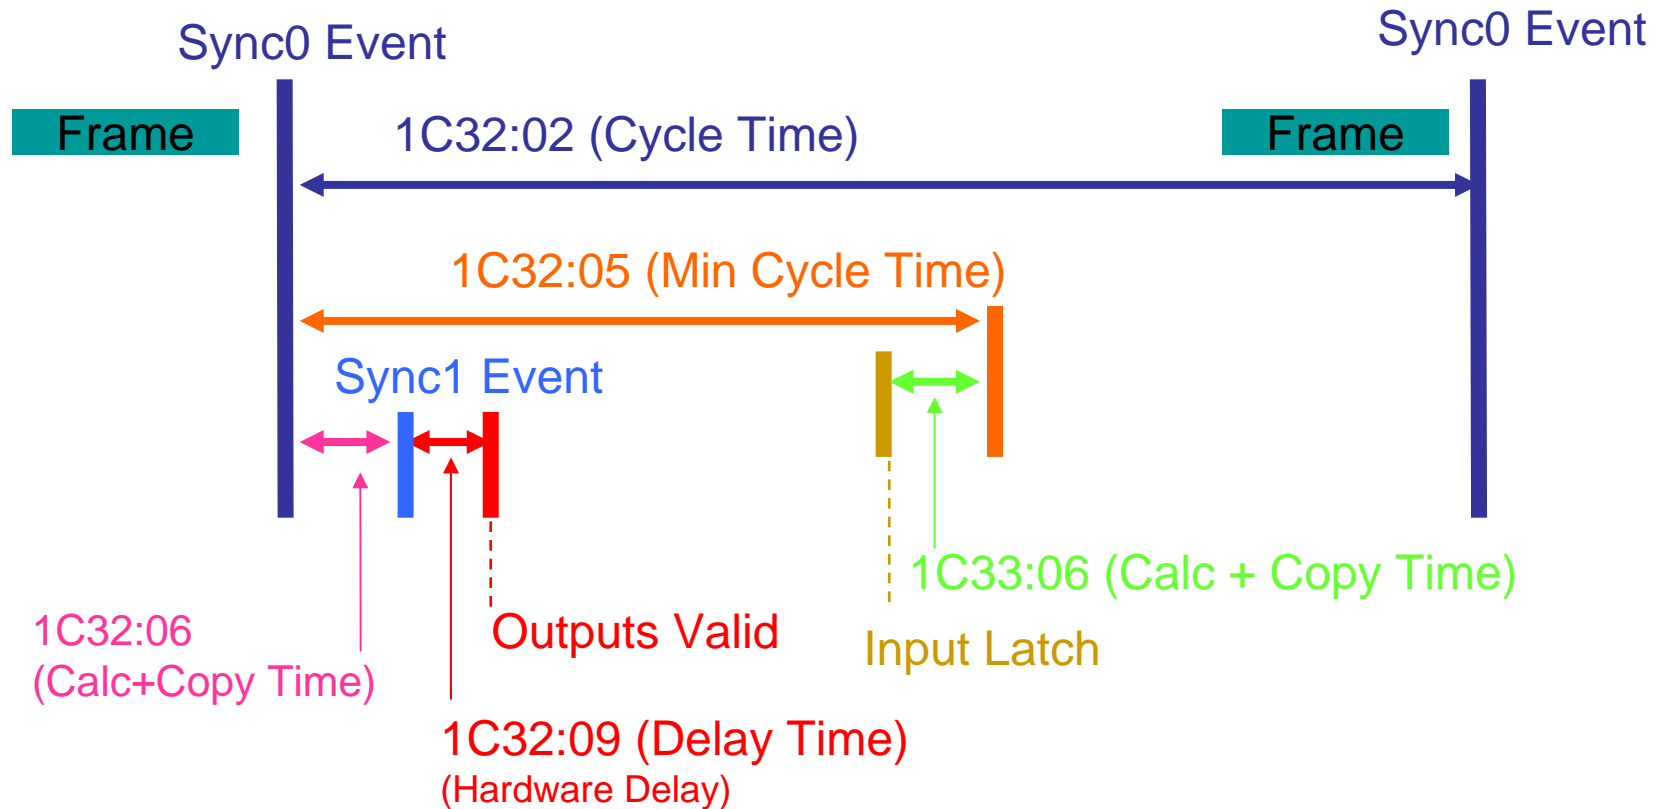 Sync0 Event
Sync0 Event
Frame
1C32:02 (Cycle Time)
Frame
1C32:05 (Min Cycle Time)
Sync1 Event
1C33:06 (Calc + Copy Time)
1C32:06
(Calc+Copy Time)
Outputs Valid
Input Latch
1C32:09 (Delay Time)
(Hardware Delay)